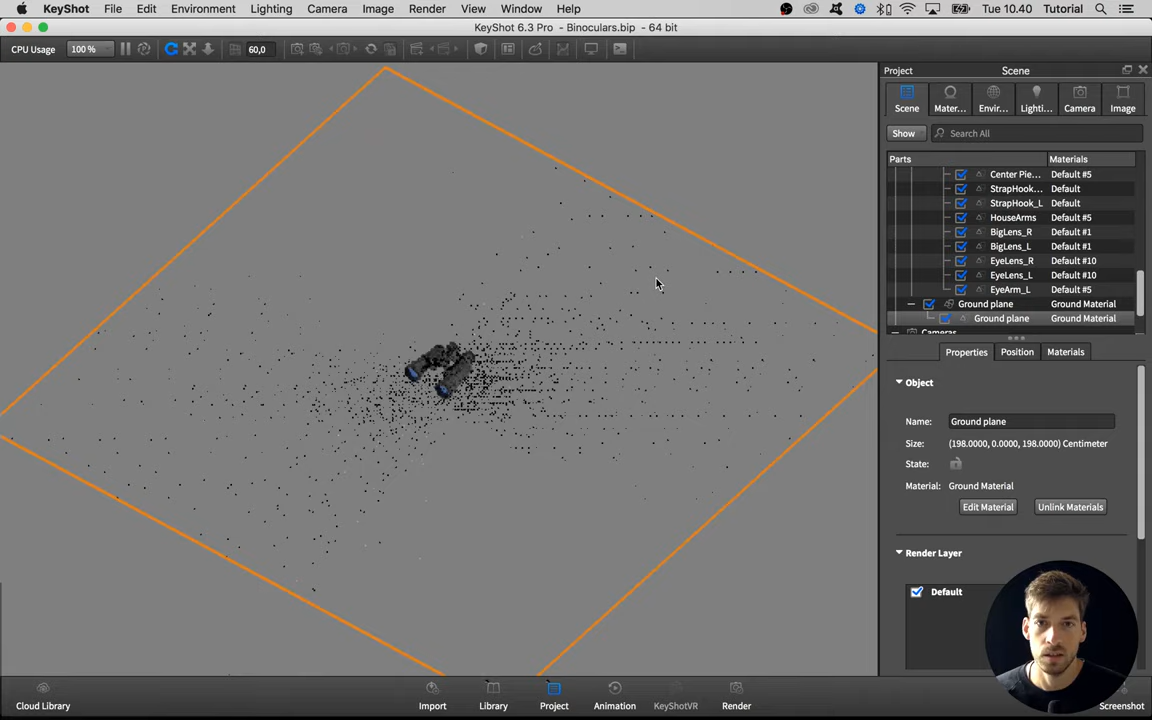 KeyShot File Edit Environment Lighting Camera Image Render View Window Help Tue 10.40 Tutorial
KeyShot 6.3 Pro - Binoculars.bip - 64 bit
CPU Usage 100 % 60,0
Project Scene
Scene Mater... Envir... Lighti... Camera Image
Show Search All
Parts Materials
Center Pie... Default #5
StrapHook... Default
StrapHook_L Default
HouseArms Default #5
BigLens_R Default #1
BigLens_L Default #1
EyeLens_R Default #10
EyeLens_L Default #10
EyeArm_L Default #5
Ground plane Ground Material
Ground plane Ground Material
Cameras
Properties Position Materials
Object
Name: Ground plane
Size: (198.0000, 0.0000, 198.0000) Centimeter
State:
Material: Ground Material
Edit Material Unlink Materials
Render Layer
Default
Cloud Library Import Library Project Animation KeyShotVR Render Screenshot